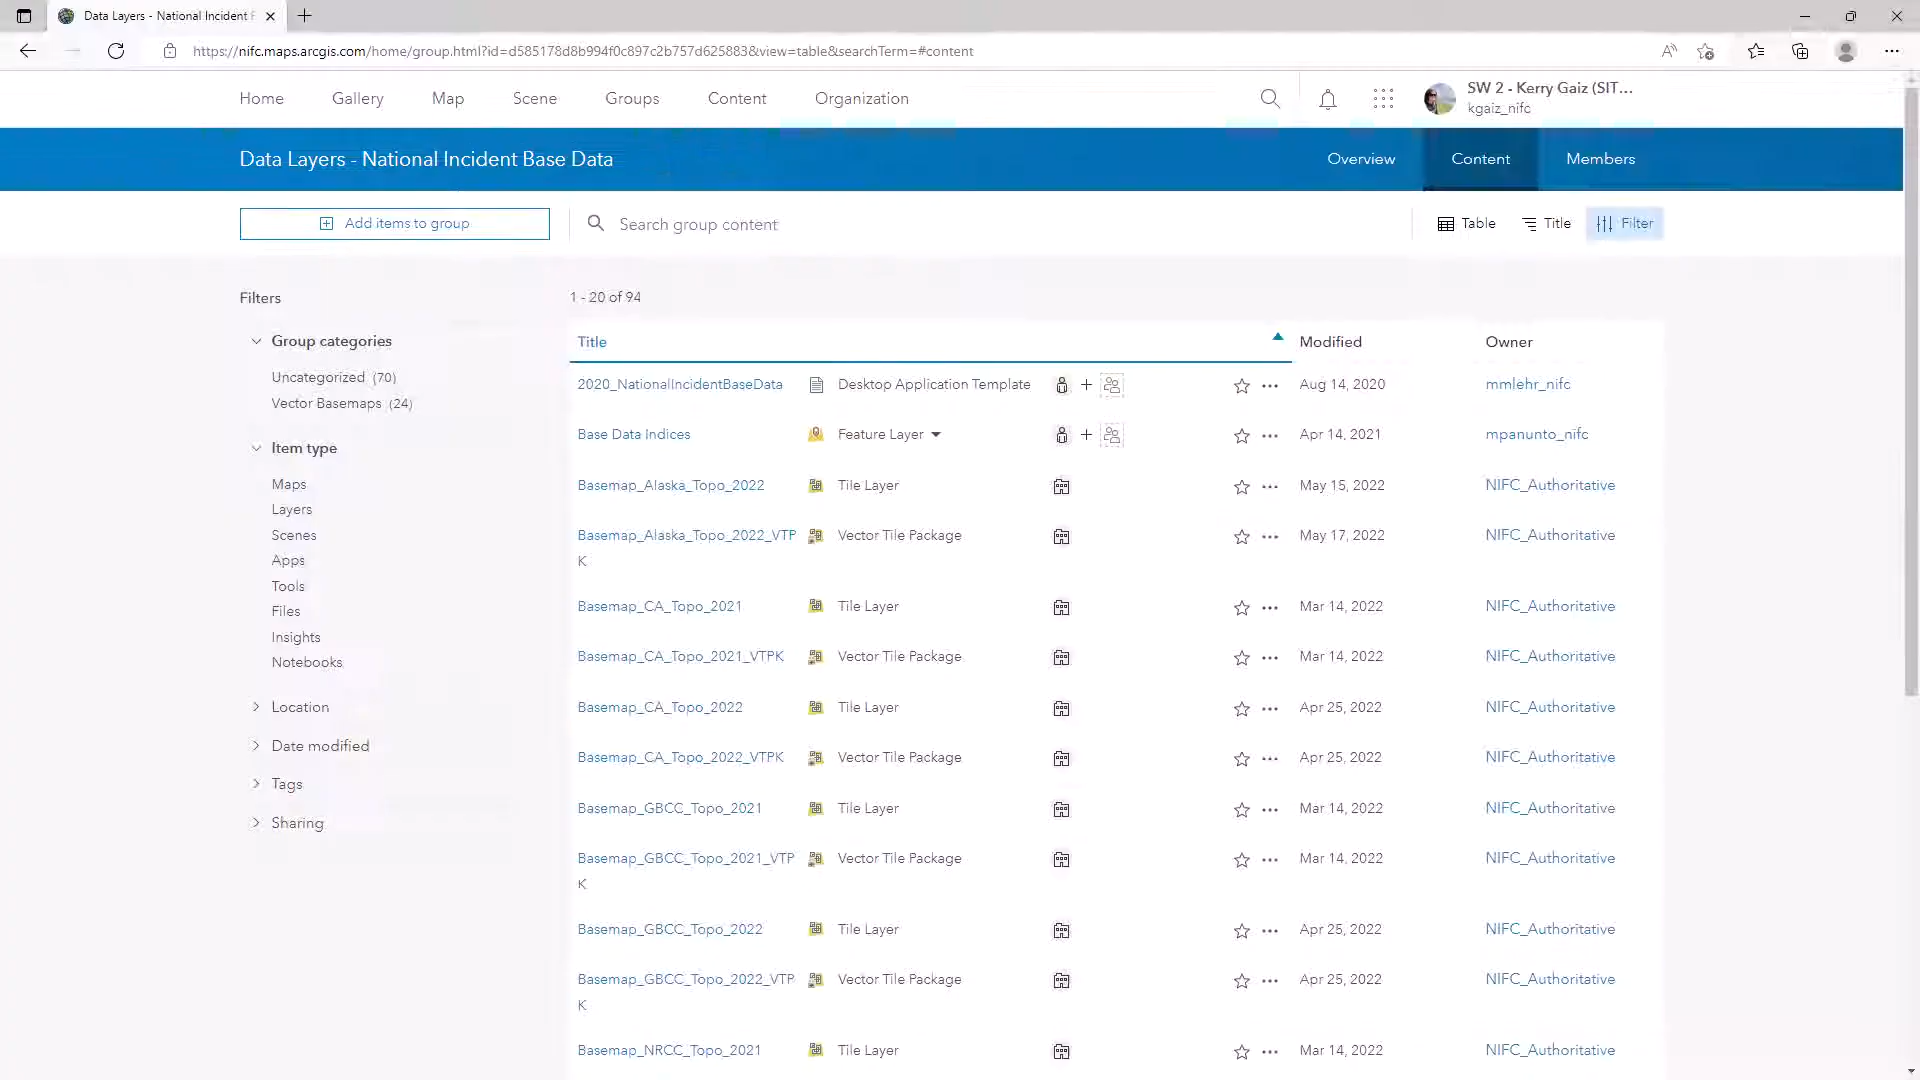 Data Layers - National Incident
https://nifc.maps.arcgis.com/home/group.html?id=d585178d8b994f0c897c2b757d625883&view=table&searchTerm=#content
Home Gallery Map Scene Groups Content Organization
SW 2 - Kerry Gaiz (SIT...
kgaiz_nifc
Data Layers - National Incident Base Data
Overview Content Members
Add items to group
Search group content
Table Title Filter
Filters
1 - 20 of 94
Group categories
Uncategorized (70)
Vector Basemaps (24)
Item type
Maps
Layers
Scenes
Apps
Tools
Files
Insights
Notebooks
Location
Date modified
Tags
Sharing
Title Modified Owner
2020_NationalIncidentBaseData Desktop Application Template Aug 14, 2020 mmlehr_nifc
Base Data Indices Feature Layer Apr 14, 2021 mpanunto_nifc
Basemap_Alaska_Topo_2022 Tile Layer May 15, 2022 NIFC_Authoritative
Basemap_Alaska_Topo_2022_VTP Vector Tile Package May 17, 2022 NIFC_Authoritative
K
Basemap_CA_Topo_2021 Tile Layer Mar 14, 2022 NIFC_Authoritative
Basemap_CA_Topo_2021_VTPK Vector Tile Package Mar 14, 2022 NIFC_Authoritative
Basemap_CA_Topo_2022 Tile Layer Apr 25, 2022 NIFC_Authoritative
Basemap_CA_Topo_2022_VTPK Vector Tile Package Apr 25, 2022 NIFC_Authoritative
Basemap_GBCC_Topo_2021 Tile Layer Mar 14, 2022 NIFC_Authoritative
Basemap_GBCC_Topo_2021_VTP Vector Tile Package Mar 14, 2022 NIFC_Authoritative
K
Basemap_GBCC_Topo_2022 Tile Layer Apr 25, 2022 NIFC_Authoritative
Basemap_GBCC_Topo_2022_VTP Vector Tile Package Apr 25, 2022 NIFC_Authoritative
K
Basemap_NRCC_Topo_2021 Tile Layer Mar 14, 2022 NIFC_Authoritative